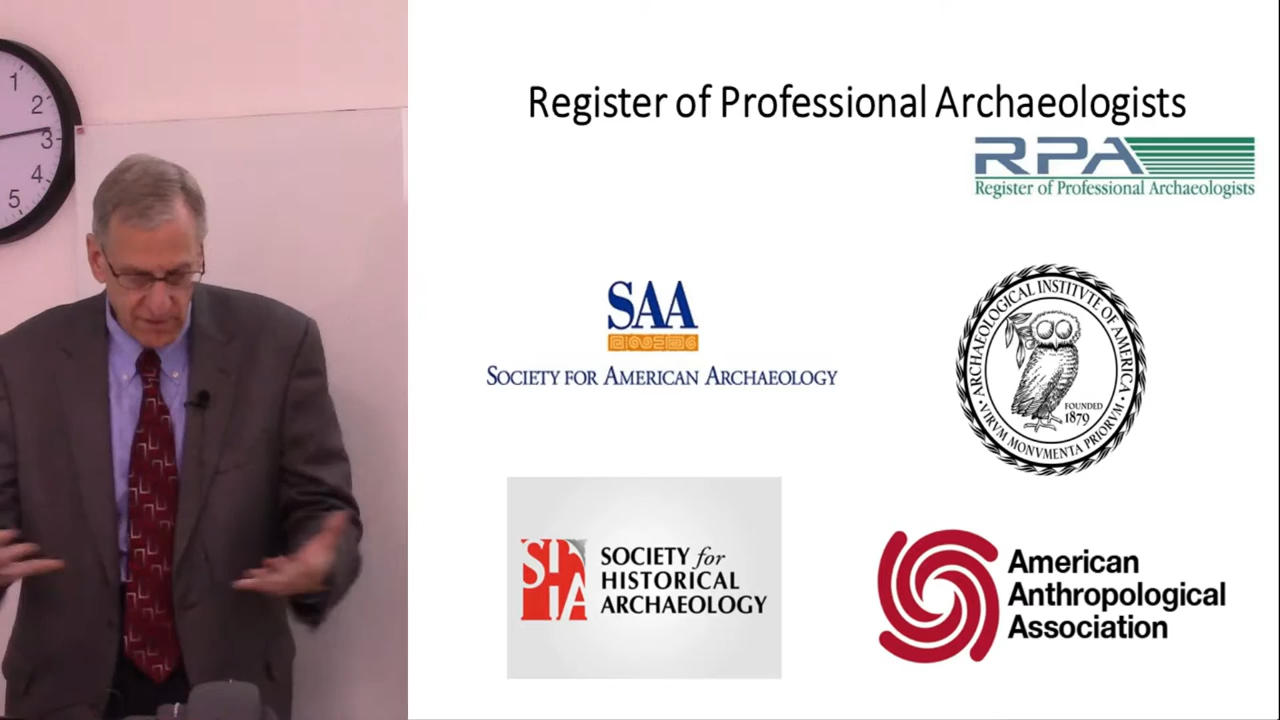 1
2
3
4
5
Register of Professional Archaeologists
RPA
Register of Professional Archaeologists
SAA
SOCIETY FOR AMERICAN ARCHAEOLOGY
ARCHAEOLOGICAL INSTITVTE OF AMERICA
FOUNDED
1879
VIRVM MONVMENTA PRIORVM
SHA
SOCIETY for
HISTORICAL
ARCHAEOLOGY
American
Anthropological
Association